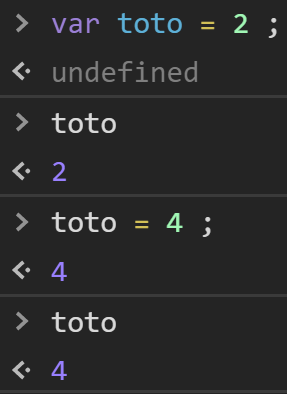 > var toto = 2 ;
<· undefined
> toto
<· 2
> toto = 4 ;
<· 4
> toto
<· 4